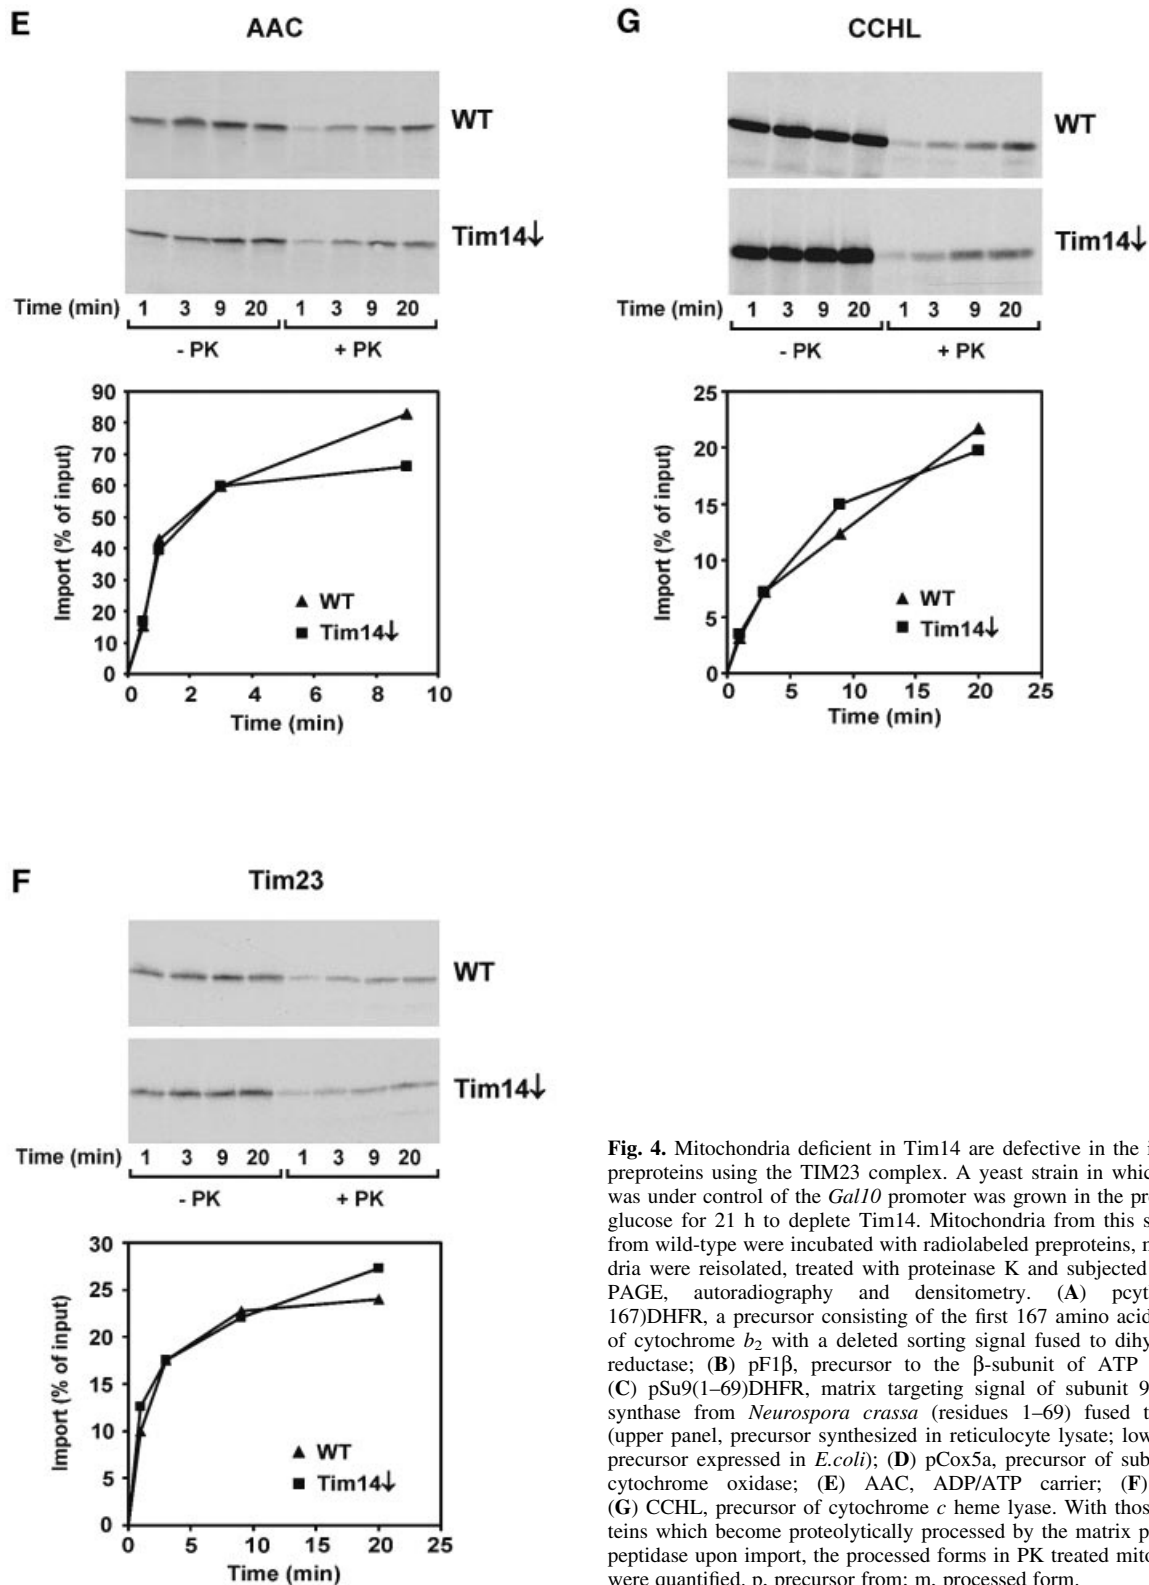 E
AAC
WT
Tim14↓
Time (min) 1 3 9 20 1 3 9 20
- PK + PK
90
80
70
60
50
40
30
20
10
0
Import (% of input)
▲ WT
■ Tim14↓
0 2 4 6 8 10
Time (min)
G
CCHL
WT
Tim14↓
Time (min) 1 3 9 20 1 3 9 20
- PK + PK
25
20
15
10
5
0
Import (% of input)
▲ WT
■ Tim14↓
0 5 10 15 20 25
Time (min)
F
Tim23
WT
Tim14↓
Time (min) 1 3 9 20 1 3 9 20
- PK + PK
30
25
20
15
10
5
0
Import (% of input)
▲ WT
■ Tim14↓
0 5 10 15 20 25
Time (min)
Fig. 4. Mitochondria deficient in Tim14 are defective in the
preproteins using the TIM23 complex. A yeast strain in which
was under control of the Gal10 promoter was grown in the
glucose for 21 h to deplete Tim14. Mitochondria from this
from wild-type were incubated with radiolabeled preproteins,
dria were reisolated, treated with proteinase K and subjected
PAGE, autoradiography and densitometry. (A)
167)DHFR, a precursor consisting of the first 167 amino
of cytochrome b₂ with a deleted sorting signal fused to
reductase; (B) pF1β, precursor to the β-subunit of ATP
(C) pSu9(1–69)DHFR, matrix targeting signal of subunit 9
synthase from Neurospora crassa (residues 1–69) fused
(upper panel, precursor synthesized in reticulocyte lysate;
precursor expressed in E.coli); (D) pCox5a, precursor of
cytochrome oxidase; (E) AAC, ADP/ATP carrier; (F)
(G) CCHL, precursor of cytochrome c heme lyase. With
teins which become proteolytically processed by the matrix
peptidase upon import, the processed forms in PK treated
were quantified. p, precursor from; m, processed form.